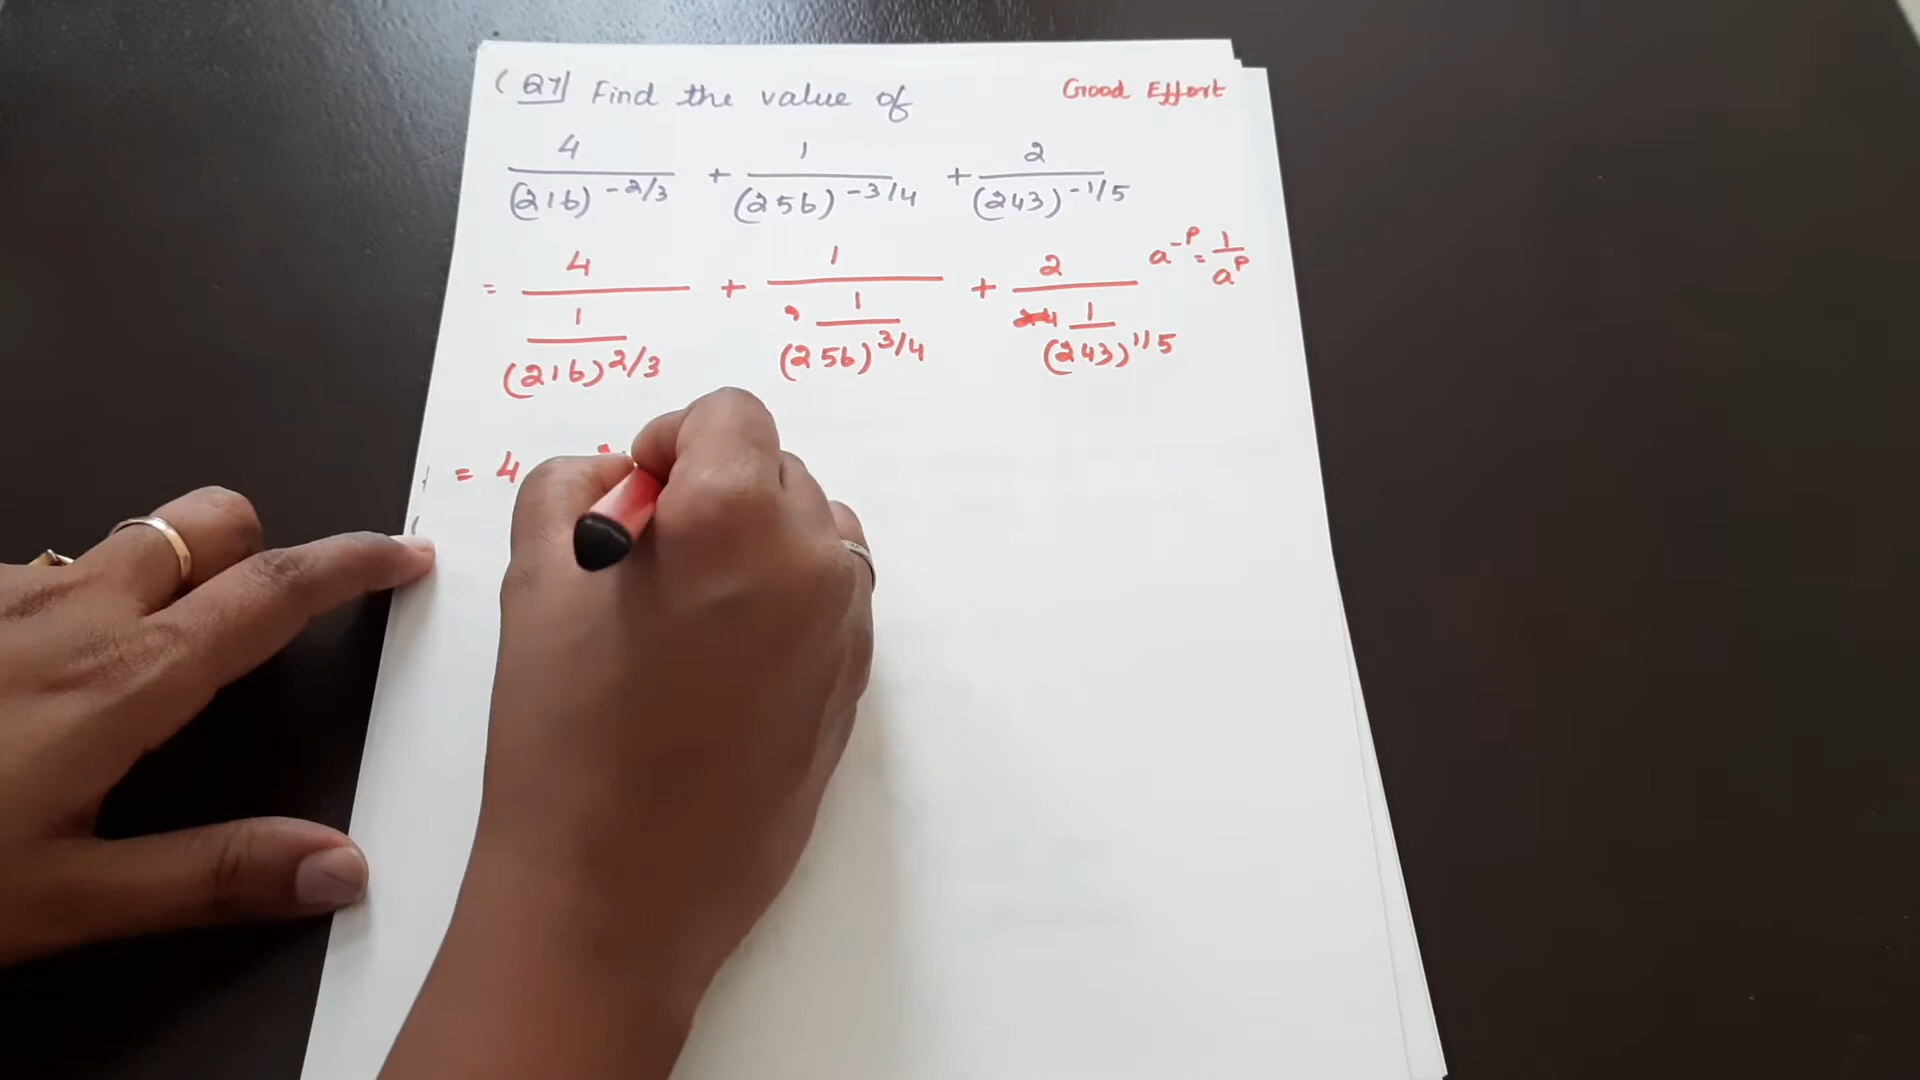 (Q7) Find the value of
Good Effort
4/(216)^-2/3 + 1/(256)^-3/4 + 2/(243)^-1/5
a^-p = 1/a^p
= 4/(1/(216)^2/3) + 1/(1/(256)^3/4) + 2/(1/(243)^1/5)
= 4